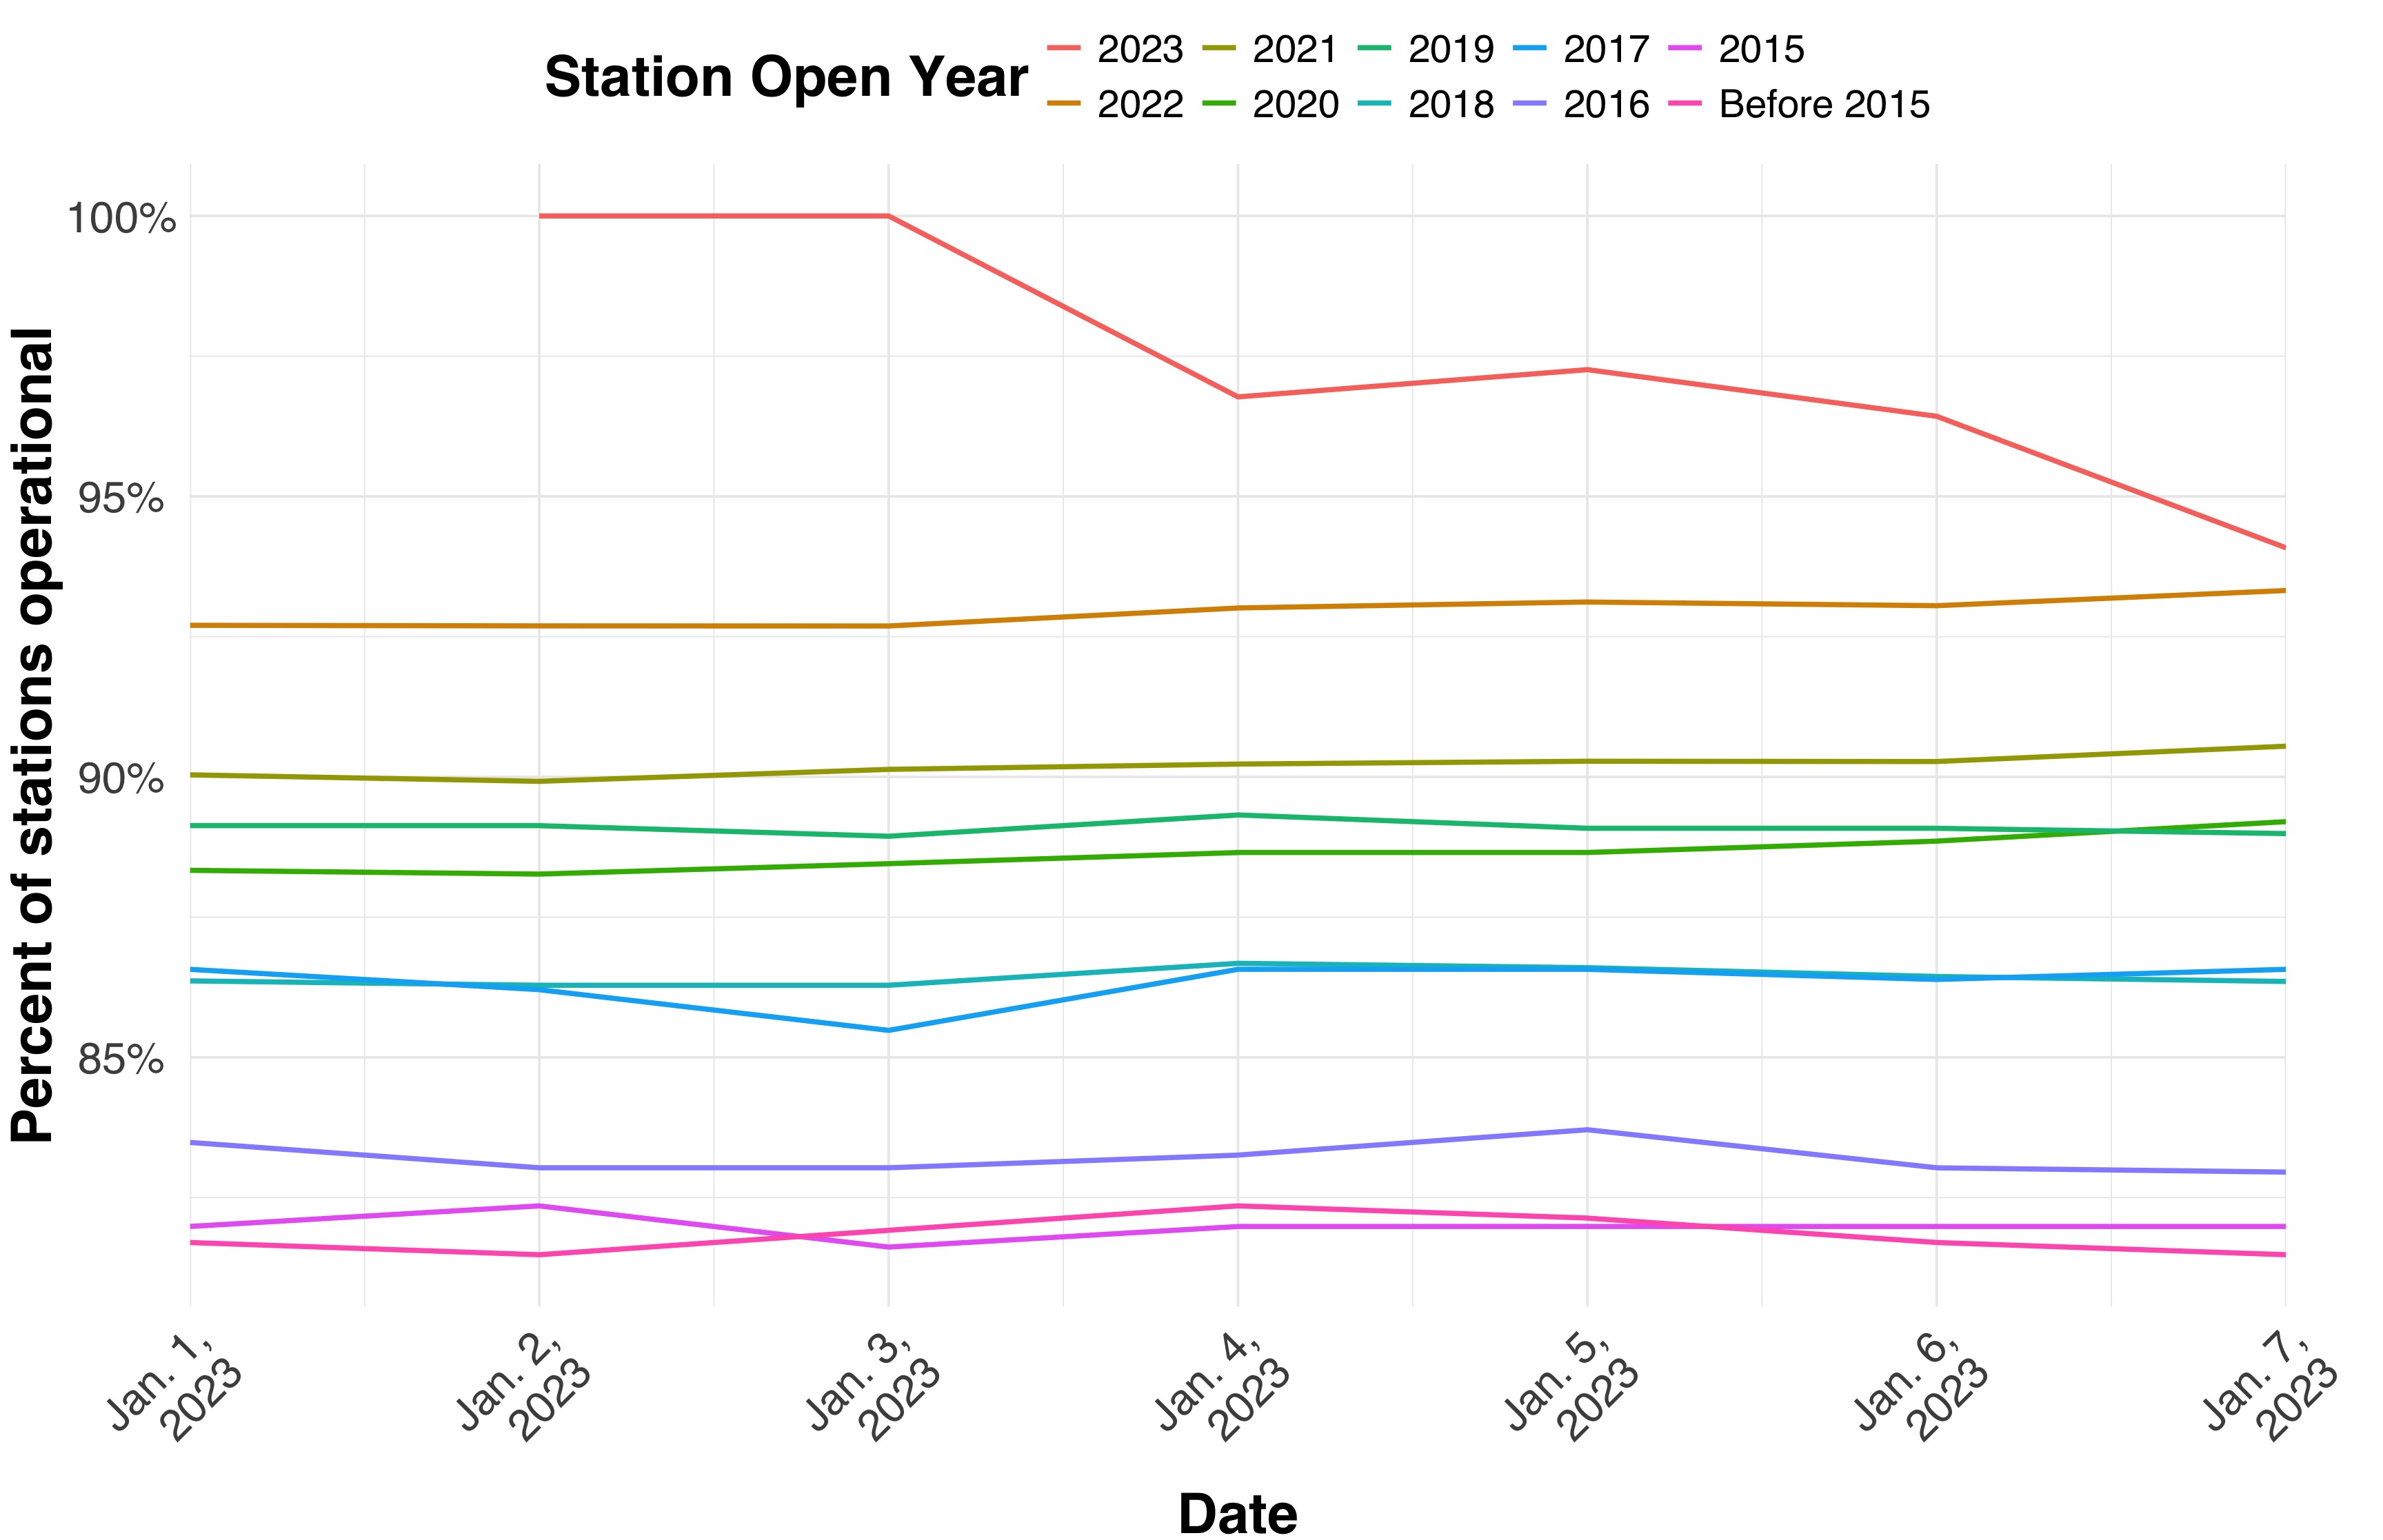 Station Open Year
2023 2021 2019 2017 2015
2022 2020 2018 2016 Before 2015
Percent of stations operational
100%
95%
90%
85%
Jan. 1,
2023
Jan. 2,
2023
Jan. 3,
2023
Jan. 4,
2023
Jan. 5,
2023
Jan. 6,
2023
Jan. 7,
2023
Date